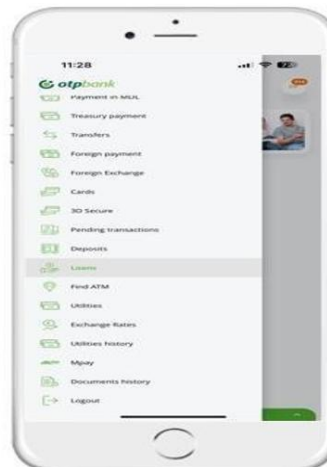 11:28
otpbank
Payment in MDL
Treasury payment
Transfers
Foreign payment
Foreign Exchange
Cards
3D Secure
Pending transactions
Deposits
Loans
Find ATM
Utilities
Exchange Rates
Utilities history
Mpay
Documents history
Logout